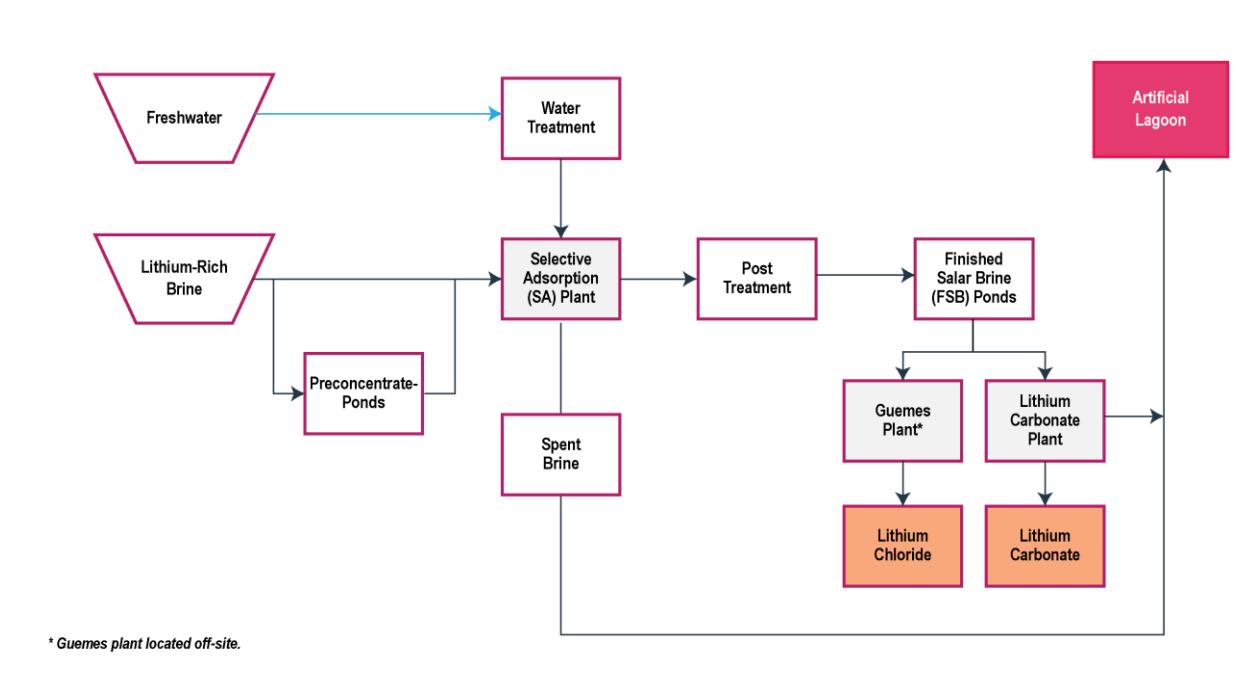 Freshwater
Water
Treatment
Artificial
Lagoon
Lithium-Rich
Brine
Selective
Adsorption
(SA) Plant
Post
Treatment
Finished
Salar Brine
(FSB) Ponds
Preconcentrate-
Ponds
Spent
Brine
Guemes
Plant*
Lithium
Carbonate
Plant
Lithium
Chloride
Lithium
Carbonate
* Guemes plant located off-site.